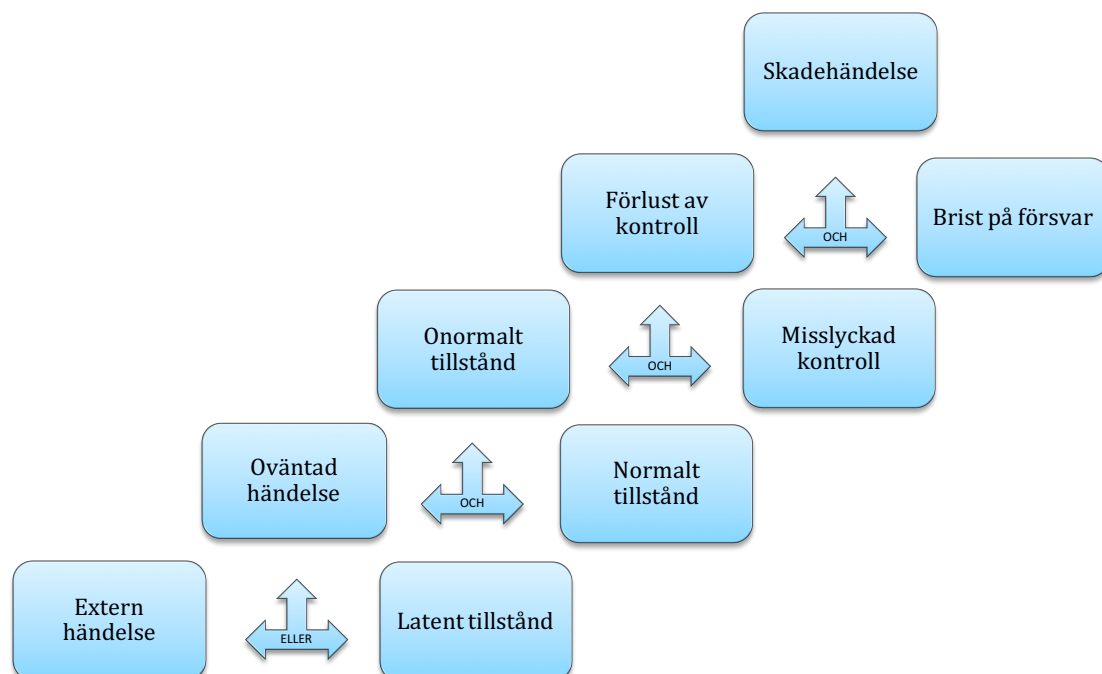 Skadehändelse
Förlust av
kontroll
OCH
Brist på försvar
Onormalt
tillstånd
OCH
Misslyckad
kontroll
Oväntad
händelse
OCH
Normalt
tillstånd
Extern
händelse
ELLER
Latent tillstånd